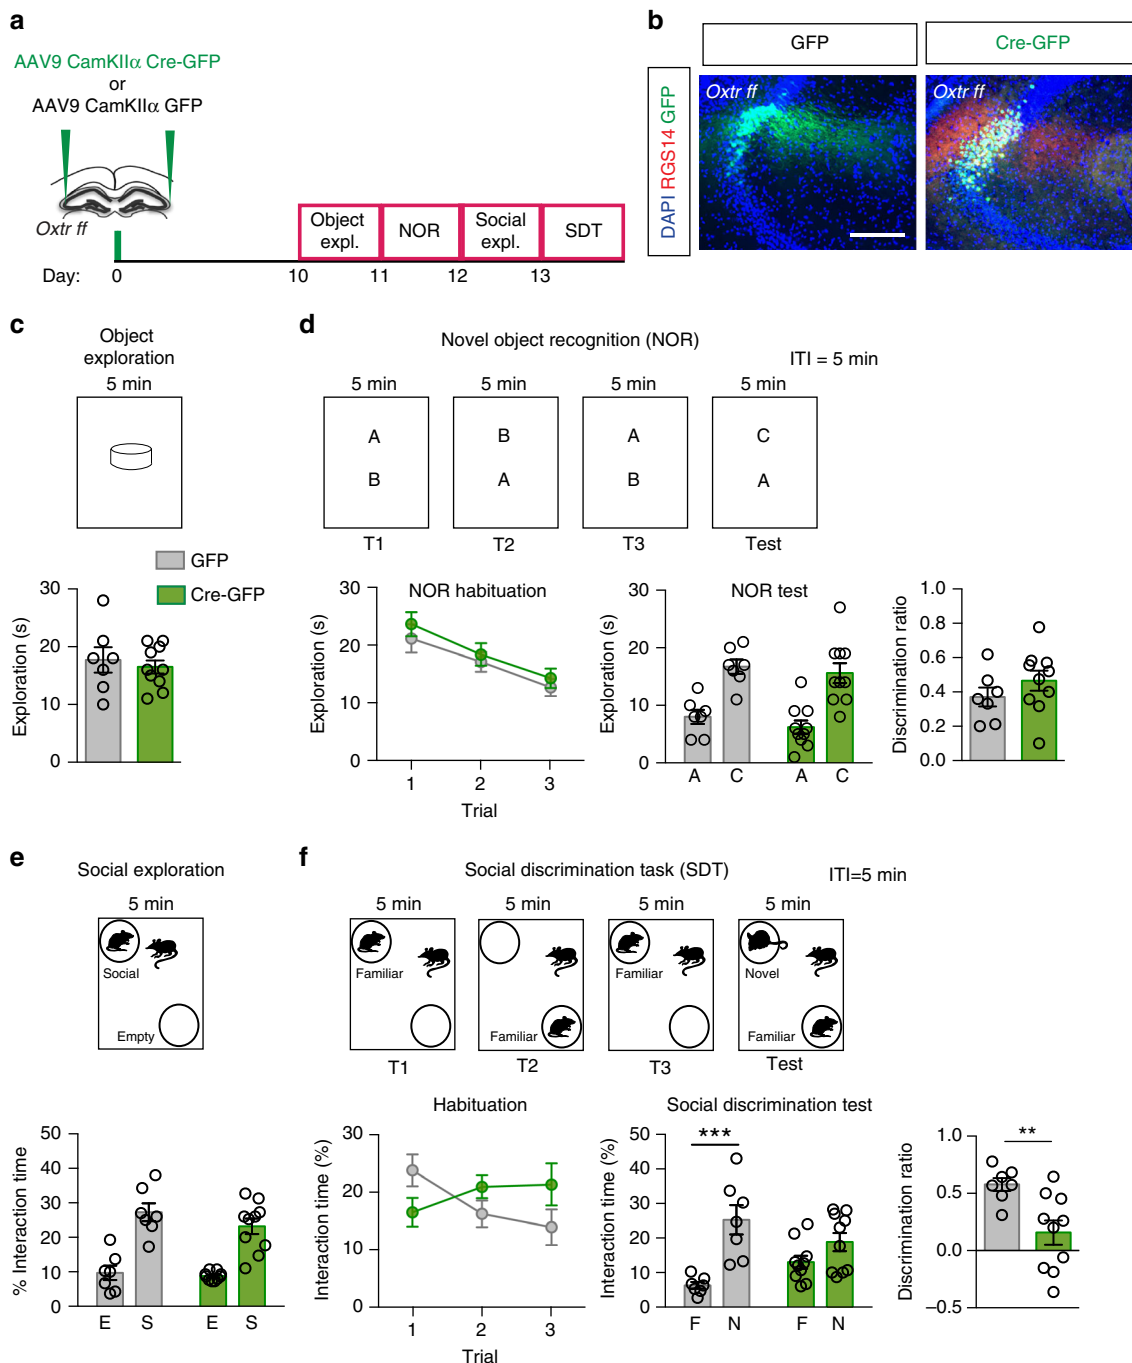 a
AAV9 CamKIIα Cre-GFP
or
AAV9 CamKIIα GFP
Oxtr ff
Object expl.
NOR
Social expl.
SDT
Day: 0 10 11 12 13
b
GFP
Cre-GFP
DAPI RGS14 GFP
Oxtr ff
Oxtr ff
c
Object
exploration
5 min
GFP
Cre-GFP
Exploration (s)
30
20
10
0
d
Novel object recognition (NOR)
ITI = 5 min
5 min 5 min 5 min 5 min
A B A C
B A B A
T1 T2 T3 Test
NOR habituation
Exploration (s)
30
20
10
0
1 2 3
Trial
NOR test
Exploration (s)
30
20
10
0
A C A C
Discrimination ratio
1.0
0.8
0.6
0.4
0.2
0
e
Social exploration
5 min
Social
Empty
% Interaction time
50
40
30
20
10
0
E S E S
f
Social discrimination task (SDT)
ITI=5 min
5 min 5 min 5 min 5 min
Familiar Familiar Novel
Familiar Familiar
T1 T2 T3 Test
Habituation
Interaction time (%)
30
20
10
0
1 2 3
Trial
Social discrimination test
Interaction time (%)
50
40
30
20
10
0
***
F N F N
Discrimination ratio
1.0
0.5
0.0
−0.5
**